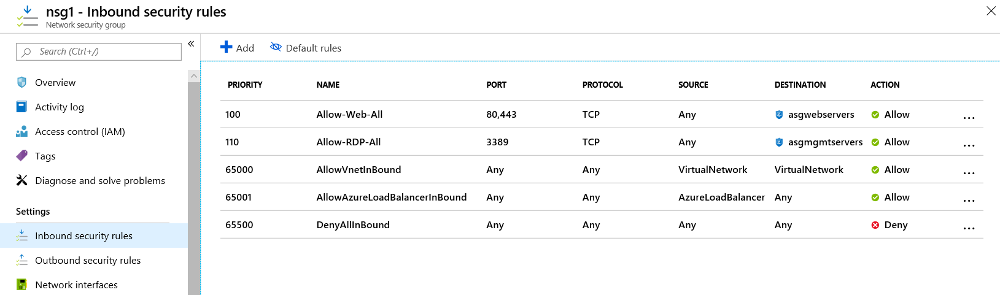 nsg1 - Inbound security rules
Network security group
Search (Ctrl+/)
«
Overview
Activity log
Access control (IAM)
Tags
Diagnose and solve problems
Settings
Inbound security rules
Outbound security rules
Network interfaces
Add Default rules
PRIORITY NAME PORT PROTOCOL SOURCE DESTINATION ACTION
100 Allow-Web-All 80,443 TCP Any asgwebservers Allow ...
110 Allow-RDP-All 3389 TCP Any asgmgmtservers Allow ...
65000 AllowVnetInBound Any Any VirtualNetwork VirtualNetwork Allow ...
65001 AllowAzureLoadBalancerInBound Any Any AzureLoadBalancer Any Allow ...
65500 DenyAllInBound Any Any Any Any Deny ...